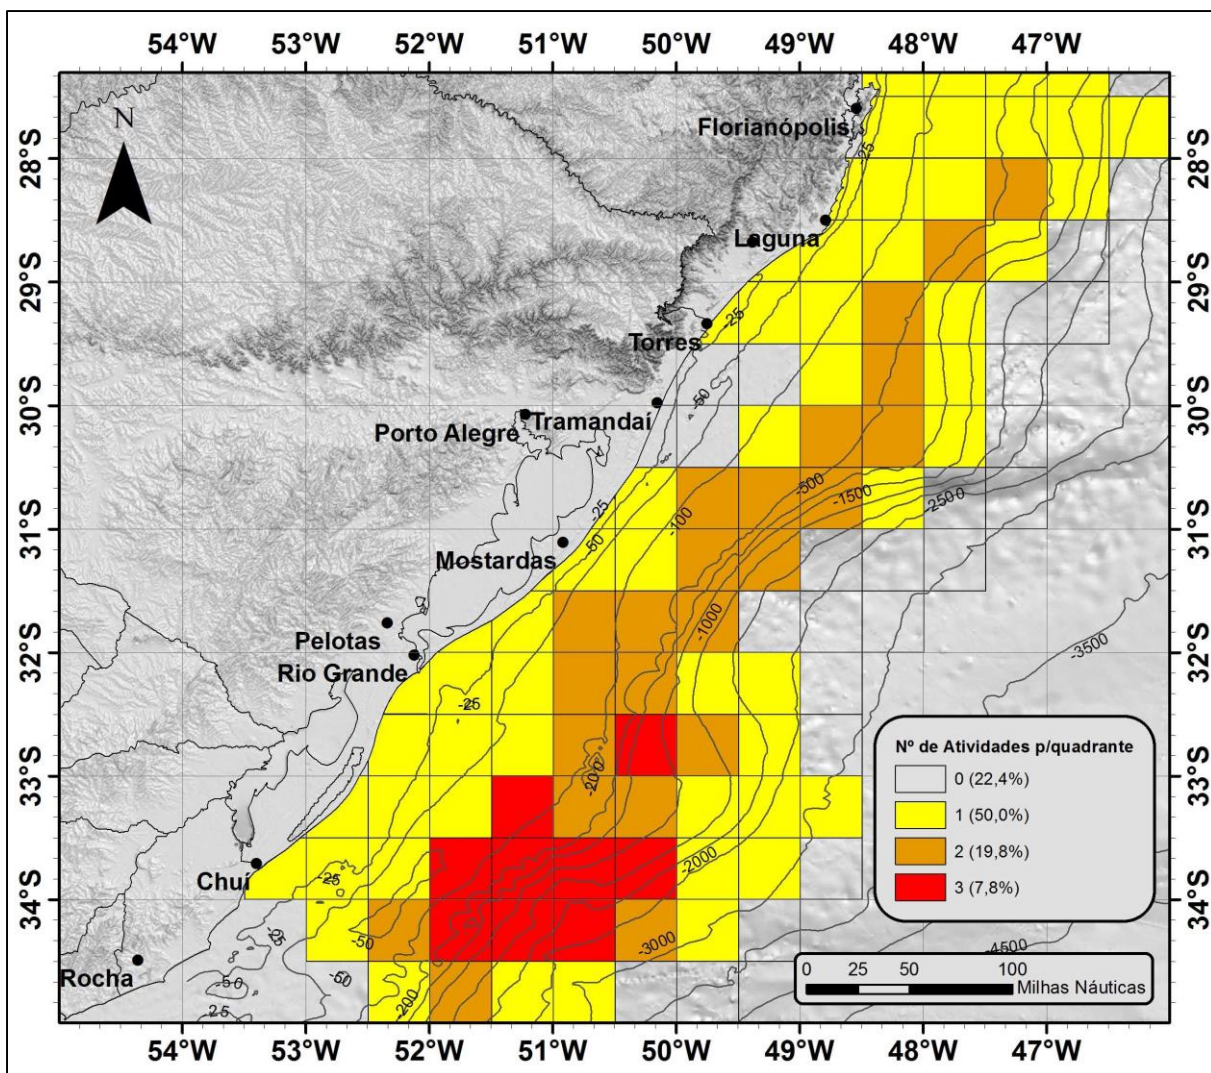 54°W 53°W 52°W 51°W 50°W 49°W 48°W 47°W
N
Florianópolis
-25
28°S 28°S
Laguna
29°S 29°S
-25
Torres
-50
30°S 30°S
Tramandaí
Porto Alegre
-500
-1500
-2500
-25
-100
31°S 31°S
-50
Mostardas
-1000
Pelotas
32°S 32°S
-3500
Rio Grande
-25
Nº de Atividades p/quadrante
0 (22,4%)
1 (50,0%)
2 (19,8%)
3 (7,8%)
33°S 33°S
-200
-2000
Chuí
-25
34°S 34°S
-25
-50
-3000
-4500
Rocha
-50
-50
-200
25
0 25 50 100
Milhas Náuticas
54°W 53°W 52°W 51°W 50°W 49°W 48°W 47°W